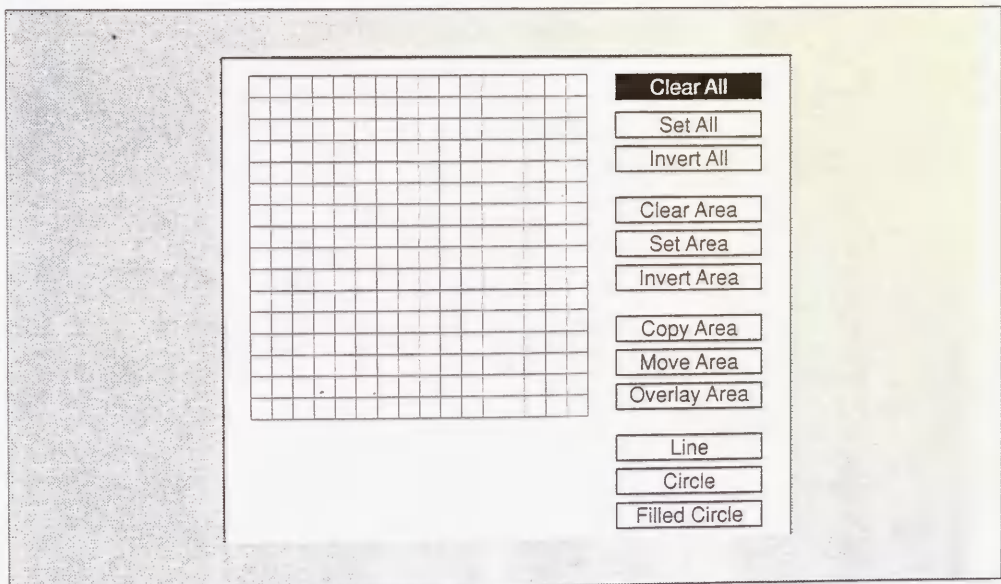 Clear All
Set All
Invert All
Clear Area
Set Area
Invert Area
Copy Area
Move Area
Overlay Area
Line
Circle
Filled Circle